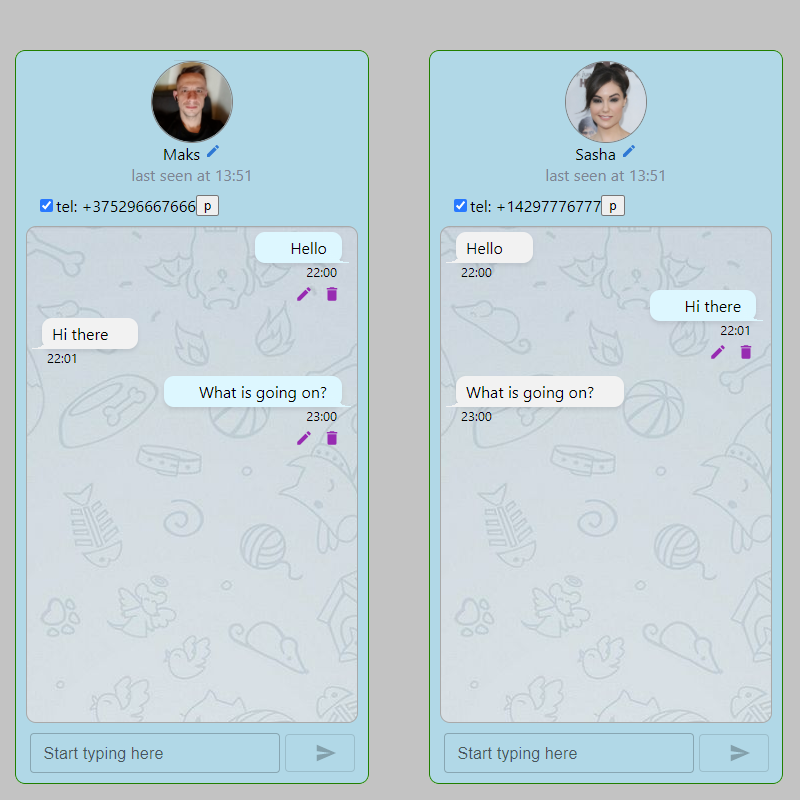 Maks
last seen at 13:51
tel: +375296667666 p
Hello
22:00
Hi there
22:01
What is going on?
23:00
Start typing here
Sasha
last seen at 13:51
tel: +14297776777 p
Hello
22:00
Hi there
22:01
What is going on?
23:00
Start typing here